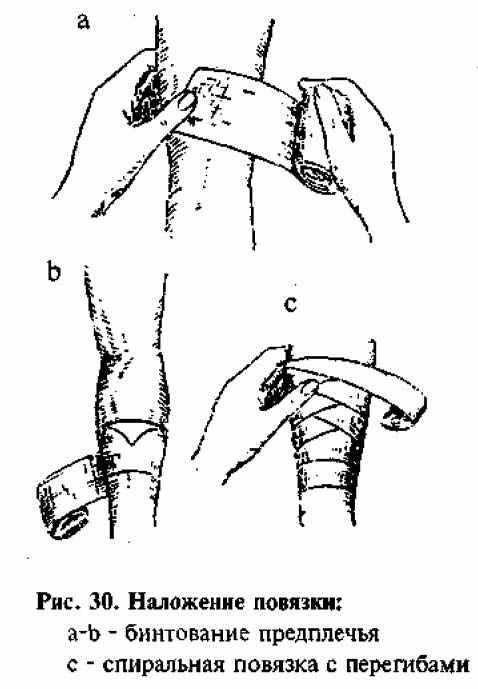 a
b
c
Рис. 30. Наложение повязки:
a-b - бинтование предплечья
c - спиральная повязка с перегибами